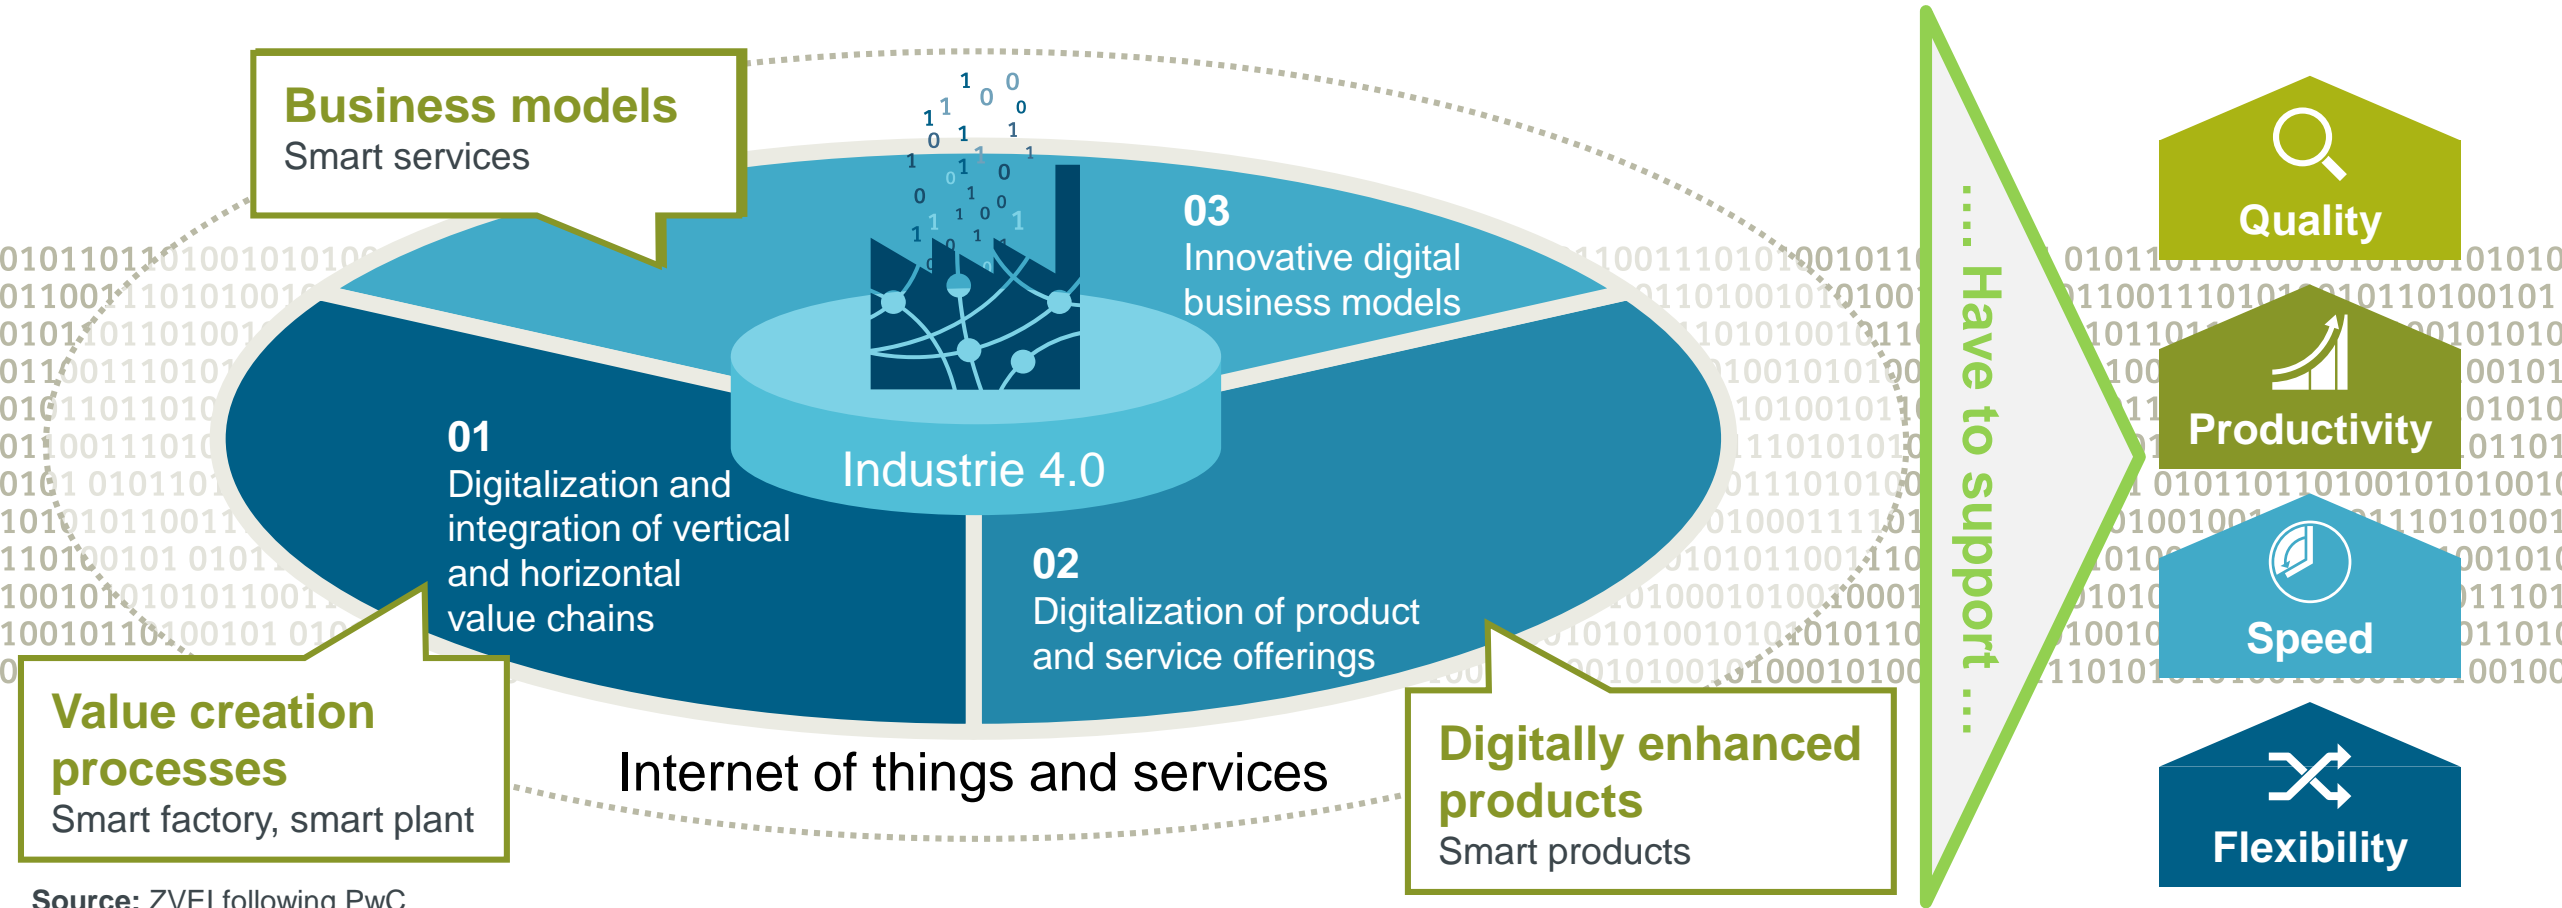 Business models
Smart services
03
Innovative digital
business models
01
Digitalization and
integration of vertical
and horizontal
value chains
Industrie 4.0
02
Digitalization of product
and service offerings
Value creation
processes
Smart factory, smart plant
Internet of things and services
Digitally enhanced
products
Smart products
.... Have to support ....
Quality
Productivity
Speed
Flexibility
Source: ZVEI following PwC